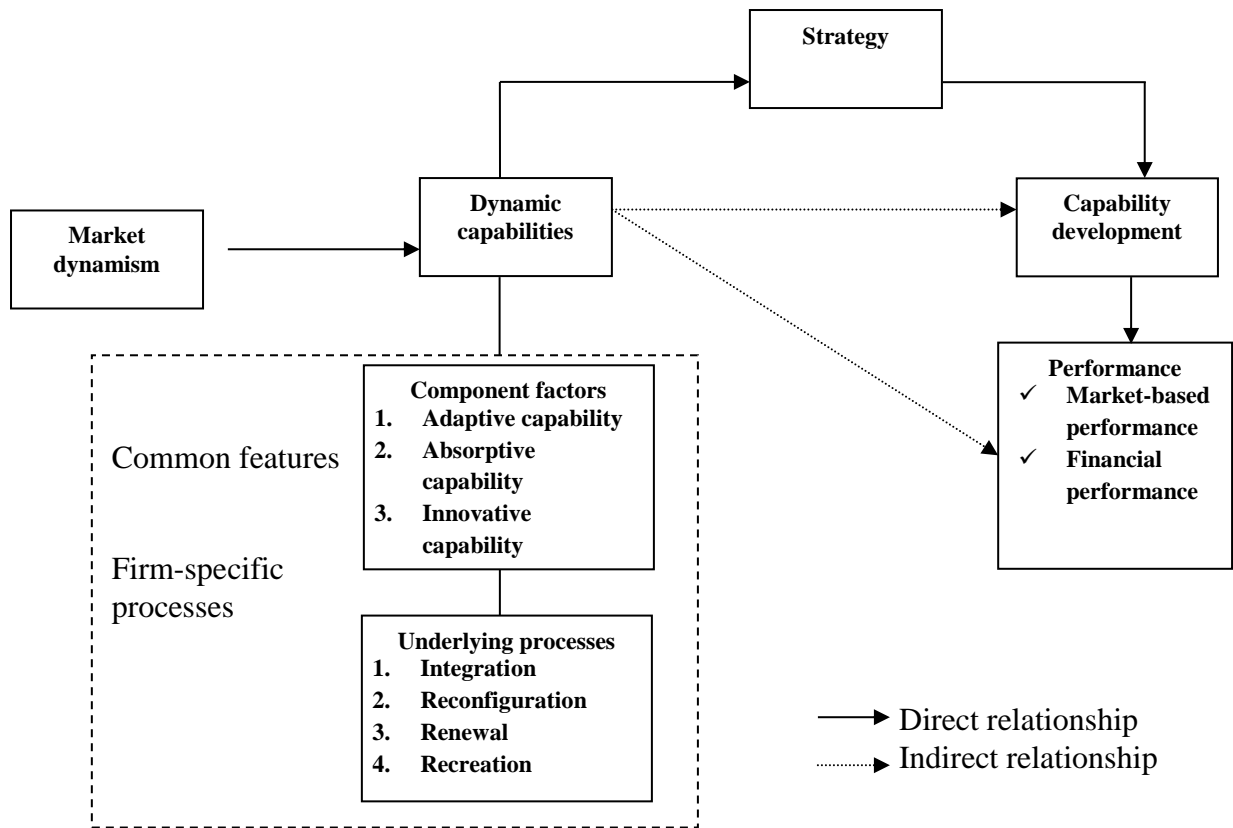 Strategy
Dynamic
capabilities
Capability
development
Market
dynamism
Performance
✓ Market-based
performance
✓ Financial
performance
Component factors
1. Adaptive capability
2. Absorptive
capability
3. Innovative
capability
Common features
Firm-specific
processes
Underlying processes
1. Integration
2. Reconfiguration
3. Renewal
4. Recreation
Direct relationship
Indirect relationship